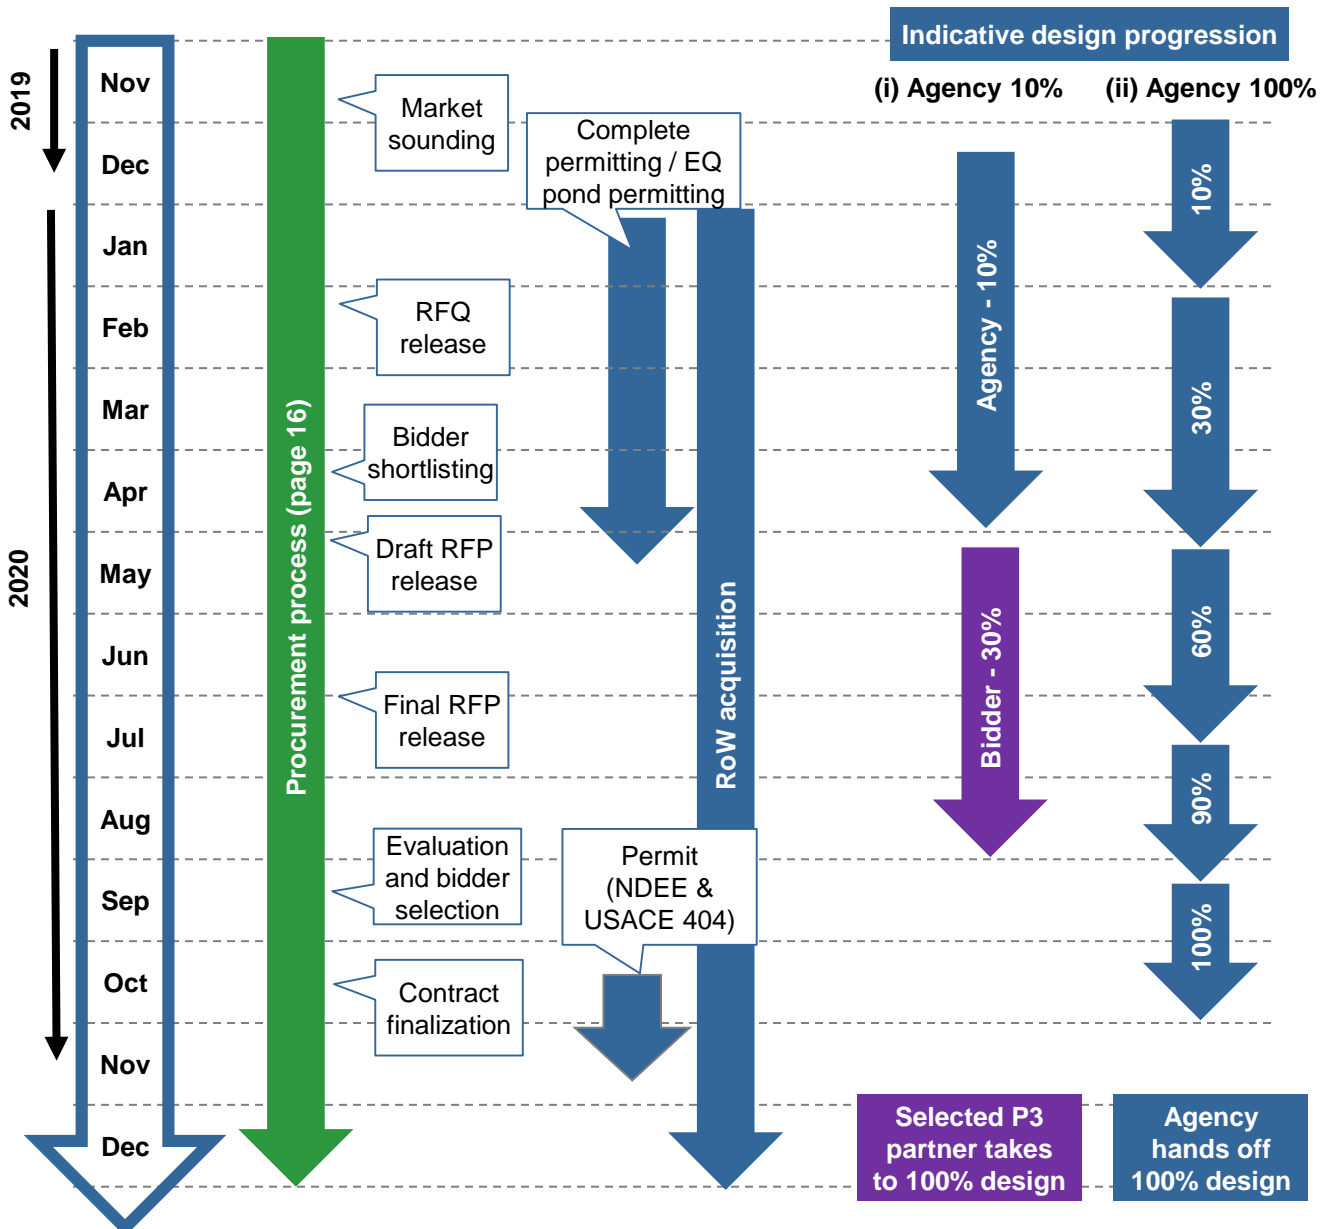 Indicative design progression
(i) Agency 10%
(ii) Agency 100%
2019
2020
Nov
Dec
Jan
Feb
Mar
Apr
May
Jun
Jul
Aug
Sep
Oct
Nov
Dec
Procurement process (page 16)
Market
sounding
RFQ
release
Bidder
shortlisting
Draft RFP
release
Final RFP
release
Evaluation
and bidder
selection
Contract
finalization
Complete
permitting / EQ
pond permitting
Permit
(NDEE &
USACE 404)
RoW acquisition
Agency - 10%
Bidder - 30%
10%
30%
60%
90%
100%
Selected P3
partner takes
to 100% design
Agency
hands off
100% design